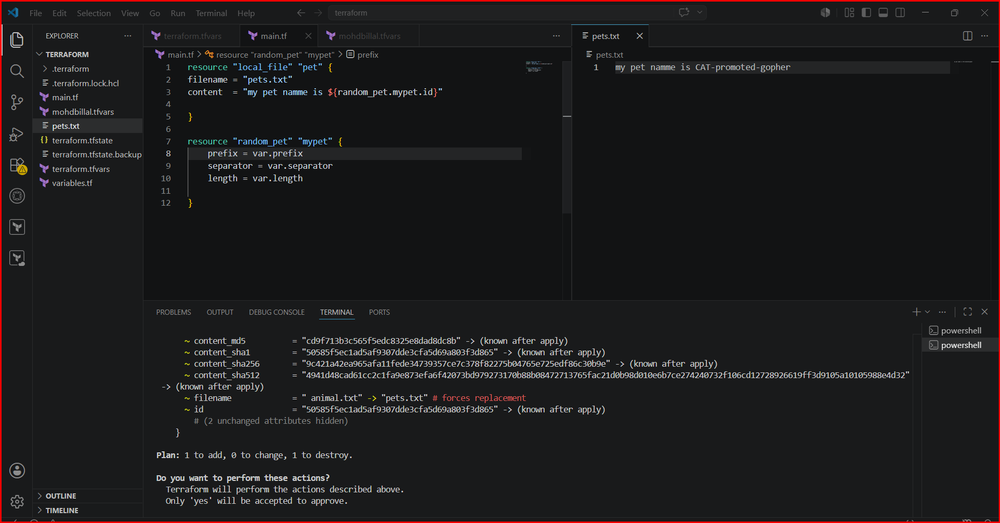 File Edit Selection View Go Run Terminal Help
terraform
EXPLORER
TERRAFORM
.terraform
.terraform.lock.hcl
main.tf
mohdbillal.tfvars
pets.txt
terraform.tfstate
terraform.tfstate.backup
terraform.tfvars
variables.tf
OUTLINE
TIMELINE
terraform.tfvars main.tf mohdbillal.tfvars
main.tf > resource "random_pet" "mypet" > prefix
1 resource "local_file" "pet" {
2 filename = "pets.txt"
3 content  = "my pet namme is ${random_pet.mypet.id}"
4
5 }
6
7 resource "random_pet" "mypet" {
8     prefix = var.prefix
9     separator = var.separator
10     length = var.length
11
12 }
pets.txt
pets.txt
1 my pet namme is CAT-promoted-gopher
PROBLEMS OUTPUT DEBUG CONSOLE TERMINAL PORTS
powershell
powershell
~ content_md5          = "cd9f713b3c565f5edc8325e8dad8dc8b" -> (known after apply)
~ content_sha1         = "50585f5ec1ad5af9307dde3cfa5d69a803f3d865" -> (known after apply)
~ content_sha256       = "9c421a42ea965afa11fede34739357ce7c378f82275b04765e725edf86c30b9e" -> (known after apply)
~ content_sha512       = "4941d48cad61cc2c1fa9e873efa6f42073bd979273170b88b08472713765fac21d0b98d010e6b7ce274240732f106cd12728926619ff3d9105a10105988e4d32"
-> (known after apply)
~ filename             = " animal.txt" -> "pets.txt" # forces replacement
~ id                   = "50585f5ec1ad5af9307dde3cfa5d69a803f3d865" -> (known after apply)
# (2 unchanged attributes hidden)
}
Plan: 1 to add, 0 to change, 1 to destroy.
Do you want to perform these actions?
Terraform will perform the actions described above.
Only 'yes' will be accepted to approve.